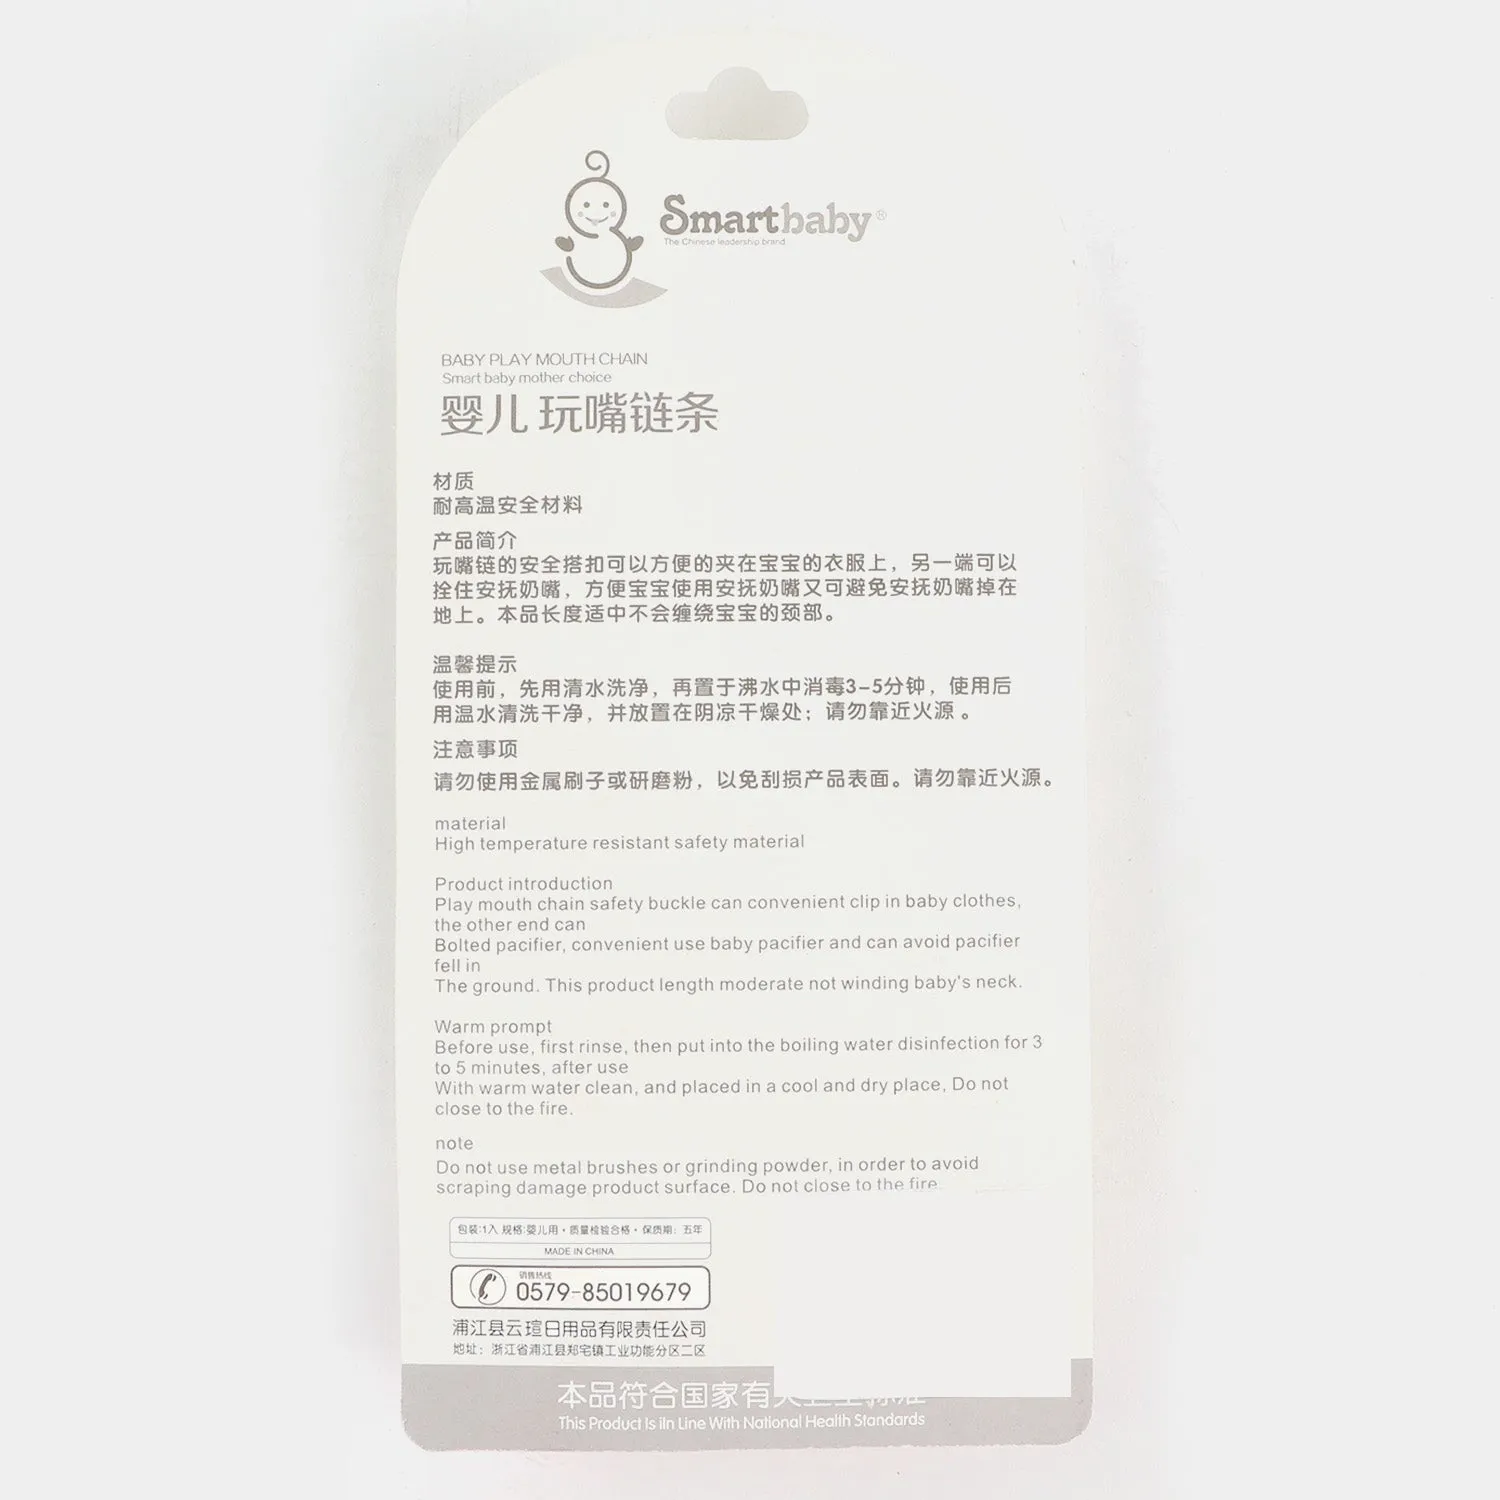 Smartbaby®
The Chinese leadership brand
BABY PLAY MOUTH CHAIN
Smart baby mother choice
婴儿 玩嘴链条
材质
耐高温安全材料
产品简介
玩嘴链的安全搭扣可以方便的夹在宝宝的衣服上，另一端可以
拴住安抚奶嘴，方便宝宝使用安抚奶嘴又可避免安抚奶嘴掉在
地上。本品长度适中不会缠绕宝宝的颈部。
温馨提示
使用前，先用清水洗净，再置于沸水中消毒3-5分钟，使用后
用温水清洗干净，并放置在阴凉干燥处；请勿靠近火源。
注意事项
请勿使用金属刷子或研磨粉，以免刮损产品表面。请勿靠近火源。
material
High temperature resistant safety material
Product introduction
Play mouth chain safety buckle can convenient clip in baby clothes,
the other end can
Bolted pacifier, convenient use baby pacifier and can avoid pacifier
fell in
The ground. This product length moderate not winding baby's neck.
Warm prompt
Before use, first rinse, then put into the boiling water disinfection for 3
to 5 minutes, after use
With warm water clean, and placed in a cool and dry place, Do not
close to the fire.
note
Do not use metal brushes or grinding powder, in order to avoid
scraping damage product surface. Do not close to the fire.
包装:1入 规格:婴儿用·质量检验合格·保质期：五年
MADE IN CHINA
销售热线
0579-85019679
浦江县云瑄日用品有限责任公司
地址：浙江省浦江县郑宅镇工业功能分区二区
本品符合国家有
This Product Is iIn Line With National Health Standards